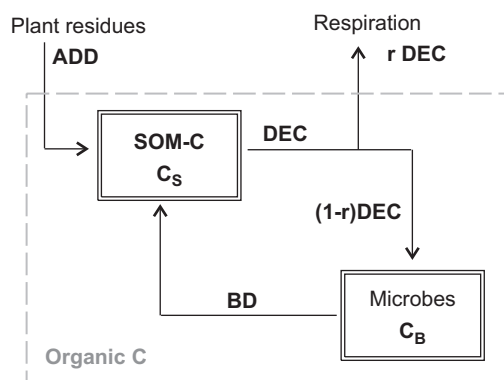 Plant residues
ADD
Respiration
r DEC
SOM-C
C_S
DEC
(1-r)DEC
BD
Microbes
C_B
Organic C